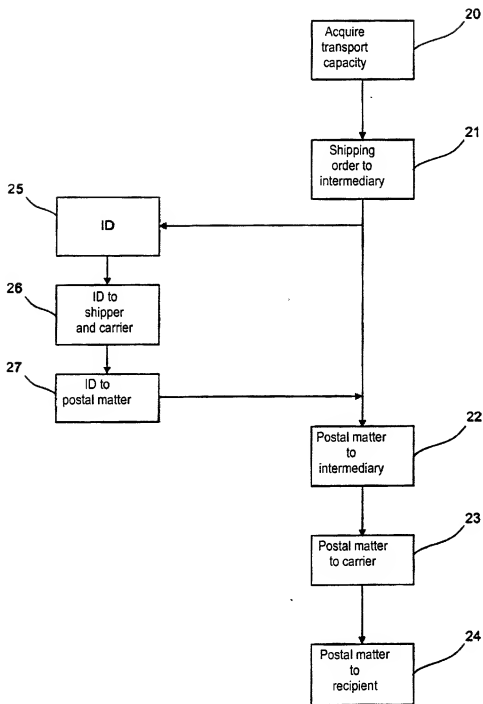 20
Acquire
transport
capacity
21
Shipping
order to
intermediary
25
ID
26
ID to
shipper
and carrier
27
ID to
postal matter
22
Postal matter
to
intermediary
23
Postal matter
to carrier
24
Postal matter
to
recipient